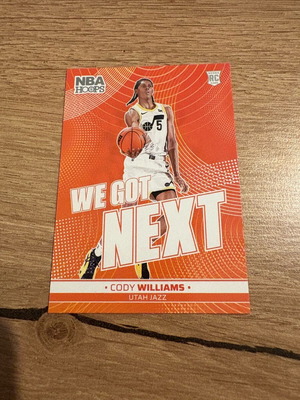 NBA
HOOPS
RC
5
WE GOT
NEXT
• CODY WILLIAMS •
UTAH JAZZ